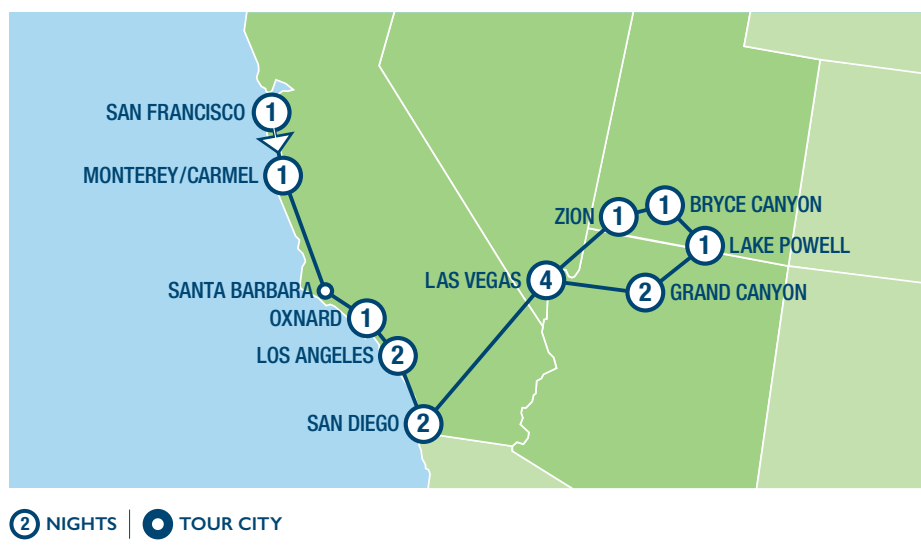 SAN FRANCISCO 1
MONTEREY/CARMEL 1
ZION 1
1 BRYCE CANYON
1 LAKE POWELL
LAS VEGAS 4
2 GRAND CANYON
SANTA BARBARA
OXNARD 1
LOS ANGELES 2
SAN DIEGO 2
2 NIGHTS | TOUR CITY